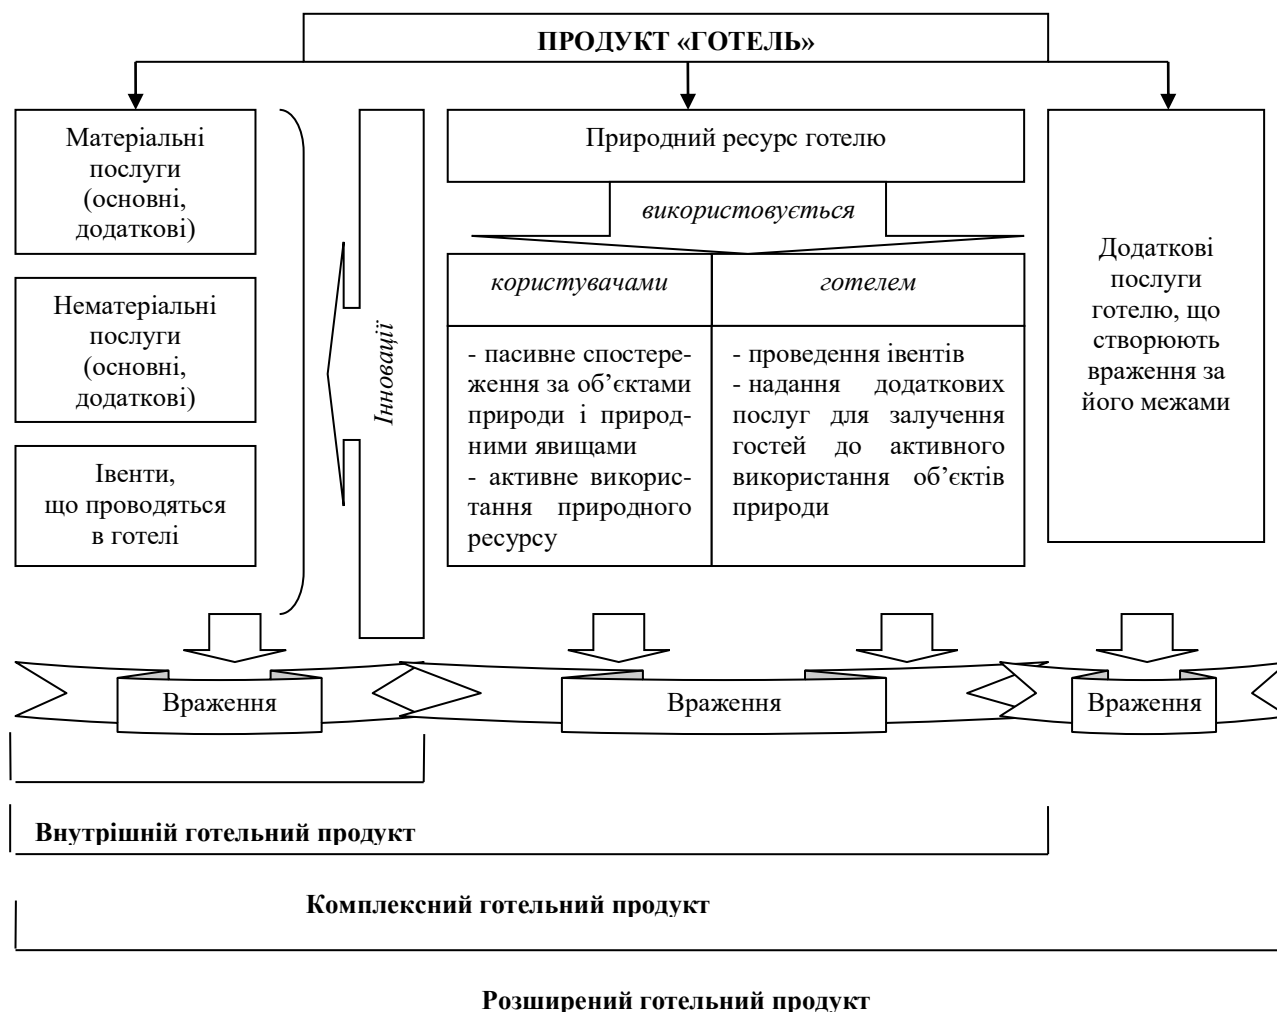 ПРОДУКТ «ГОТЕЛЬ»
Матеріальні
послуги
(основні,
додаткові)
Нематеріальні
послуги
(основні,
додаткові)
Івенти,
що проводяться
в готелі
Інновації
Природний ресурс готелю
використовується
користувачами
- пасивне спостере-
ження за об’єктами
природи і природ-
ними явищами
- активне викорис-
тання природного
ресурсу
готелем
- проведення івентів
- надання додаткових
послуг для залучення
гостей до активного
використання об’єктів
природи
Додаткові
послуги
готелю, що
створюють
враження за
його межами
Враження
Враження
Враження
Внутрішній готельний продукт
Комплексний готельний продукт
Розширений готельний продукт